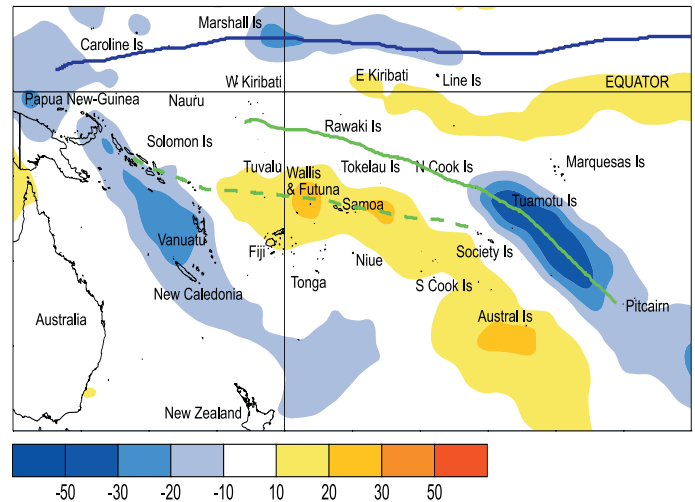 Marshall Is
Caroline Is
W Kiribati
E Kiribati
Line Is
EQUATOR
Papua New-Guinea
Nauru
Rawaki Is
Solomon Is
Tuvalu
Wallis
& Futuna
Tokelau Is
N Cook Is
Marquesas Is
Samoa
Tuamotu Is
Vanuatu
Fiji
Niue
Society Is
Tonga
New Caledonia
S Cook Is
Pitcairn
Australia
Austral Is
New Zealand
-50 -30 -20 -10 10 20 30 50